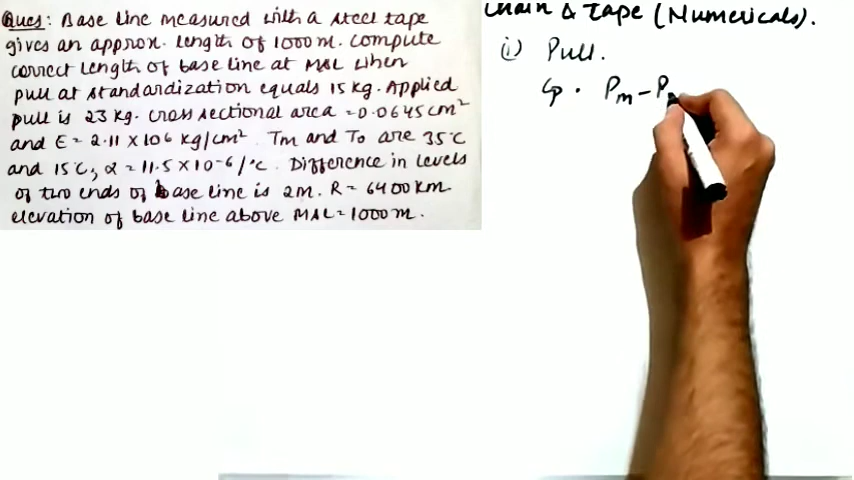 Ques: Base line measured with a steel tape
gives an approx. length of 1000 m. Compute
correct length of base line at MSL when
pull at standardization equals 15 kg. Applied
pull is 23 kg. Cross sectional area = 0.0645 cm²
and E = 2.11 × 10⁶ kg/cm². Tm and To are 35°C
and 15°C, α = 11.5 × 10⁻⁶/°C. Difference in levels
of two ends of base line is 2m. R = 6400 km
elevation of base line above MSL = 1000 m.
Chain & tape (Numericals).
i) Pull.
Cp = Pm - P